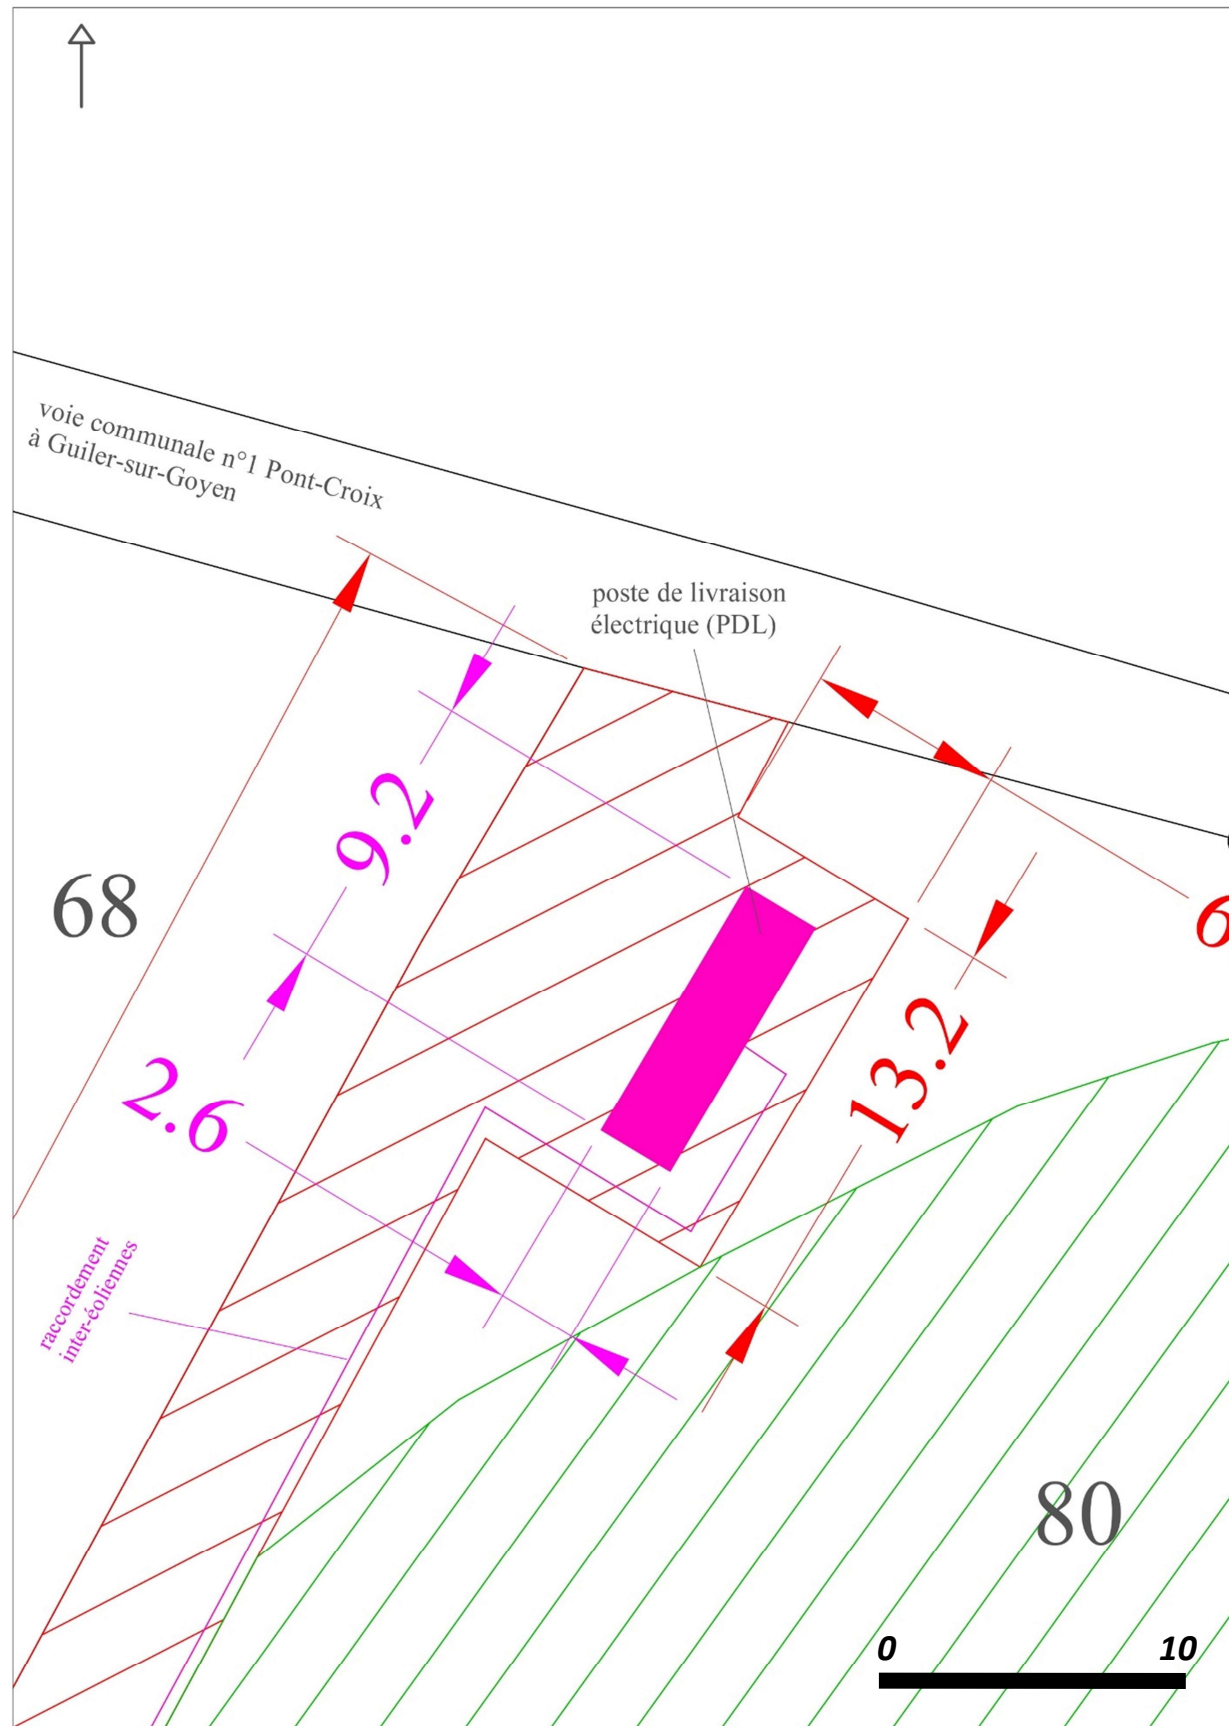 voie communale n°1 Pont-Croix
à Guiler-sur-Goyen
poste de livraison
électrique (PDL)
9.2
68
6
13.2
2.6
raccordement
inter-éoliennes
80
0 10